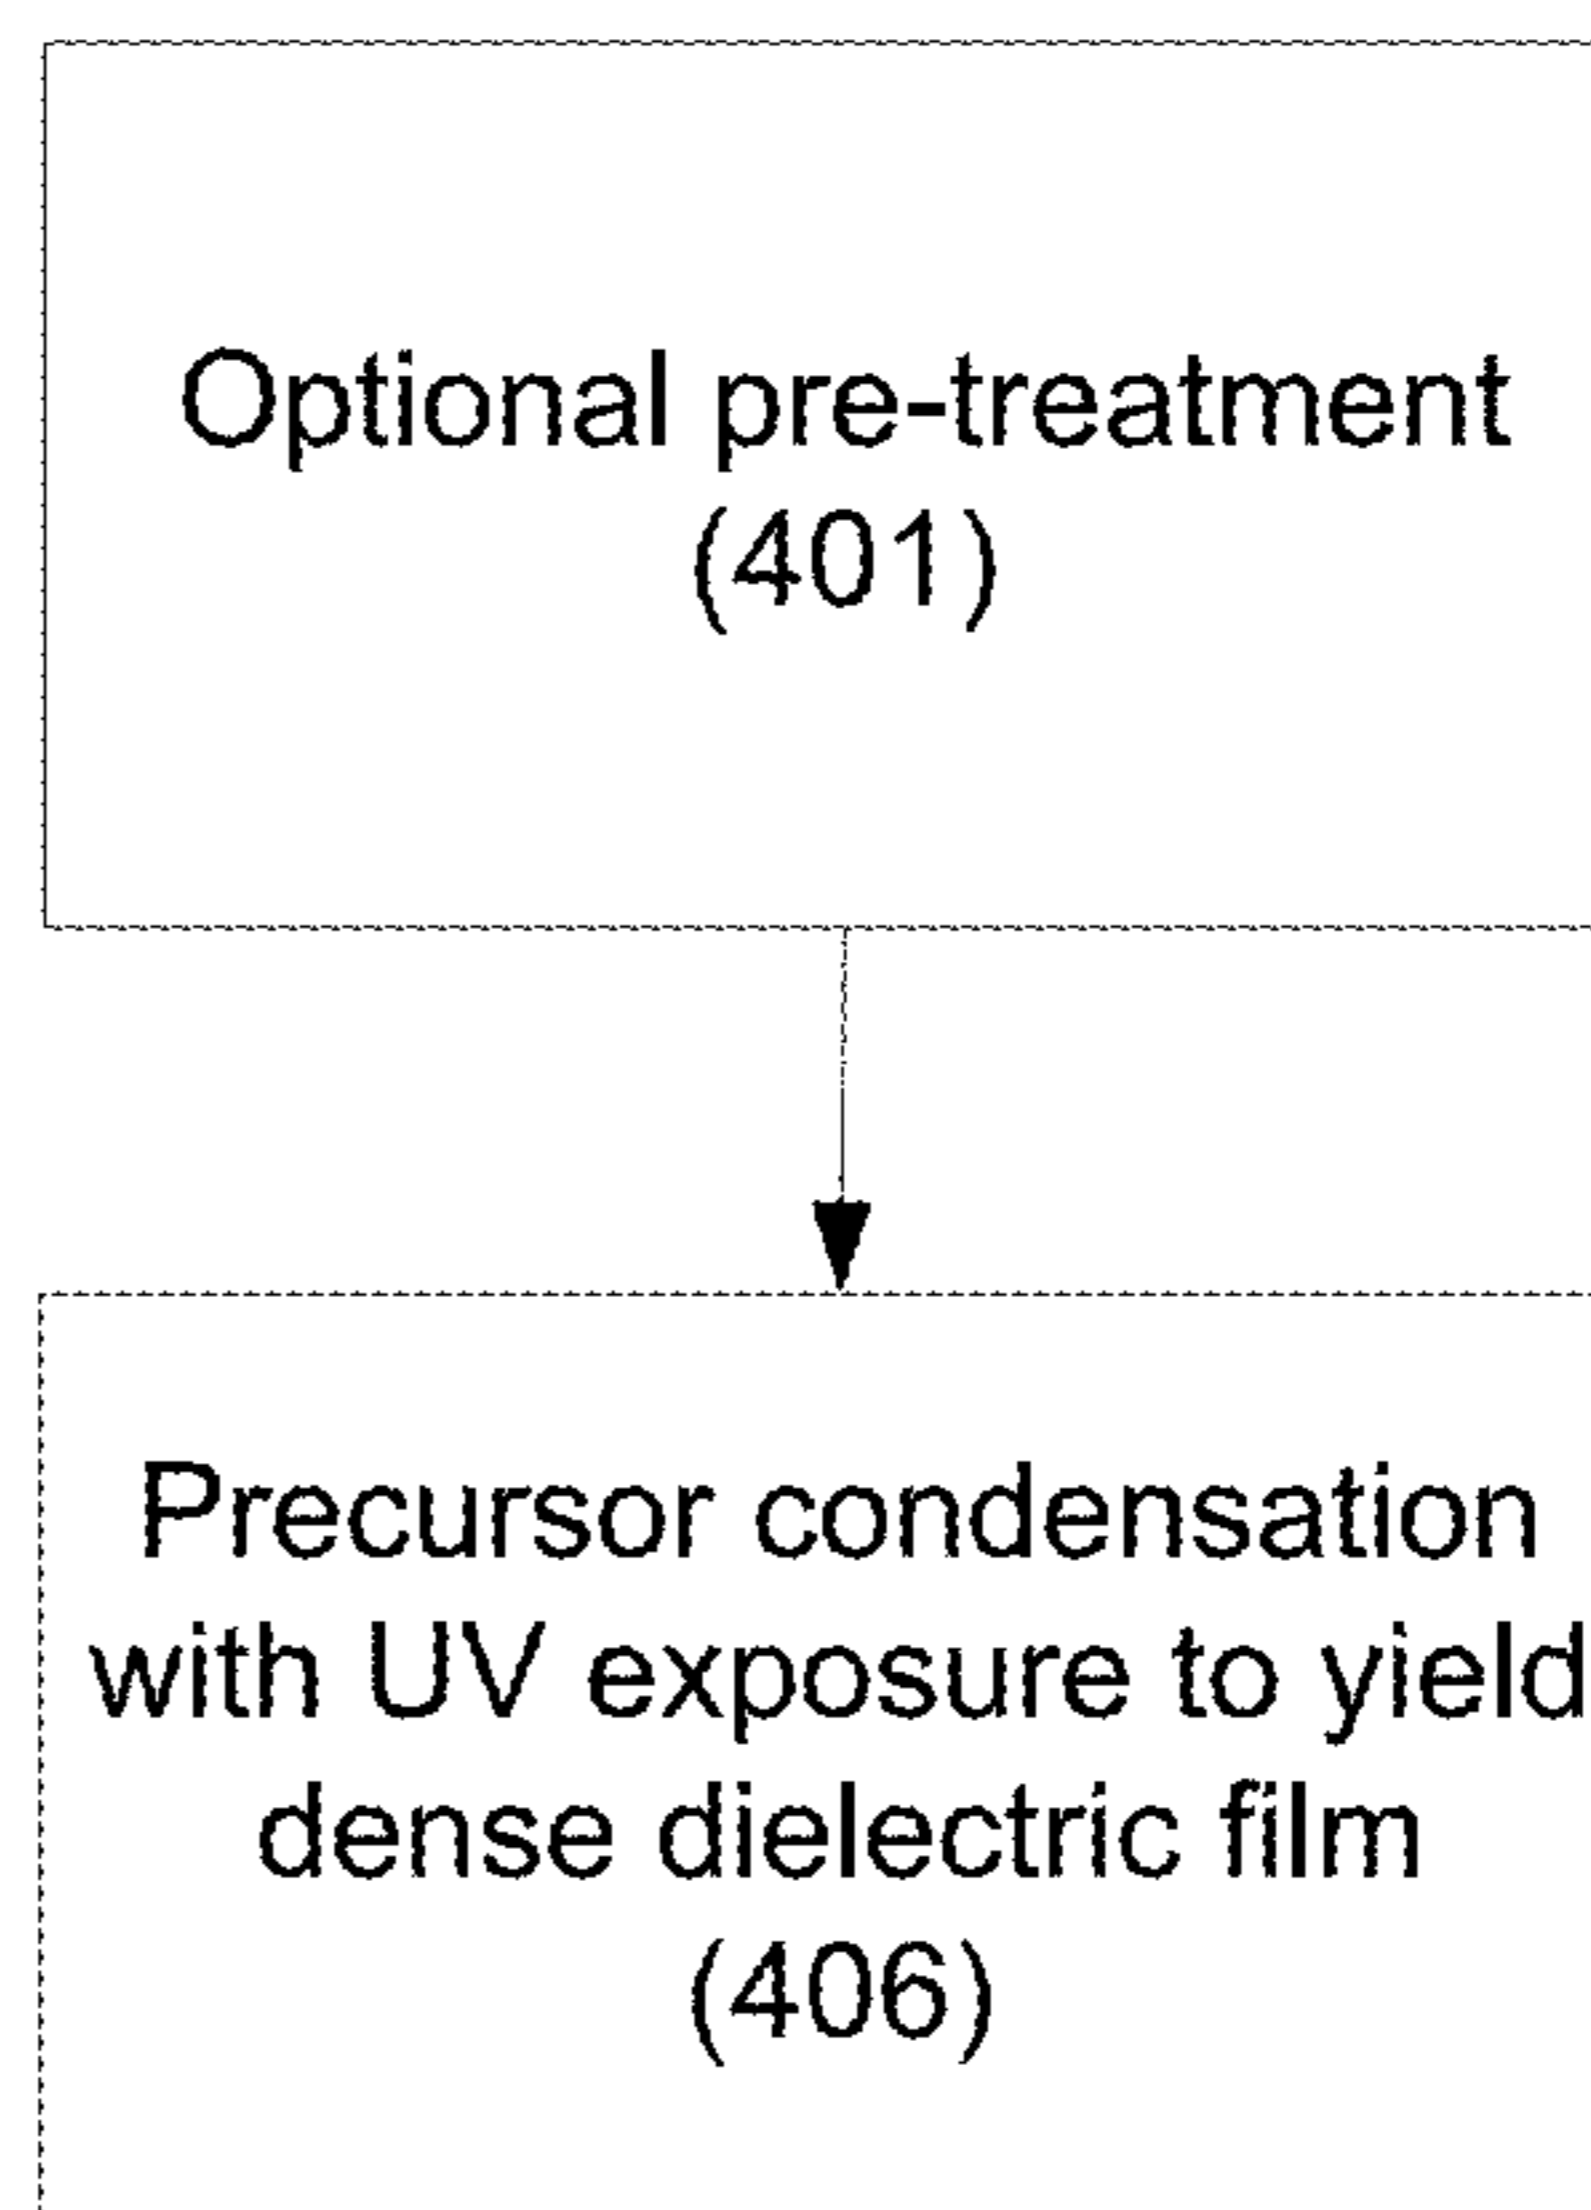 Optional pre-treatment
(401)
Precursor condensation
with UV exposure to yield
dense dielectric film
(406)